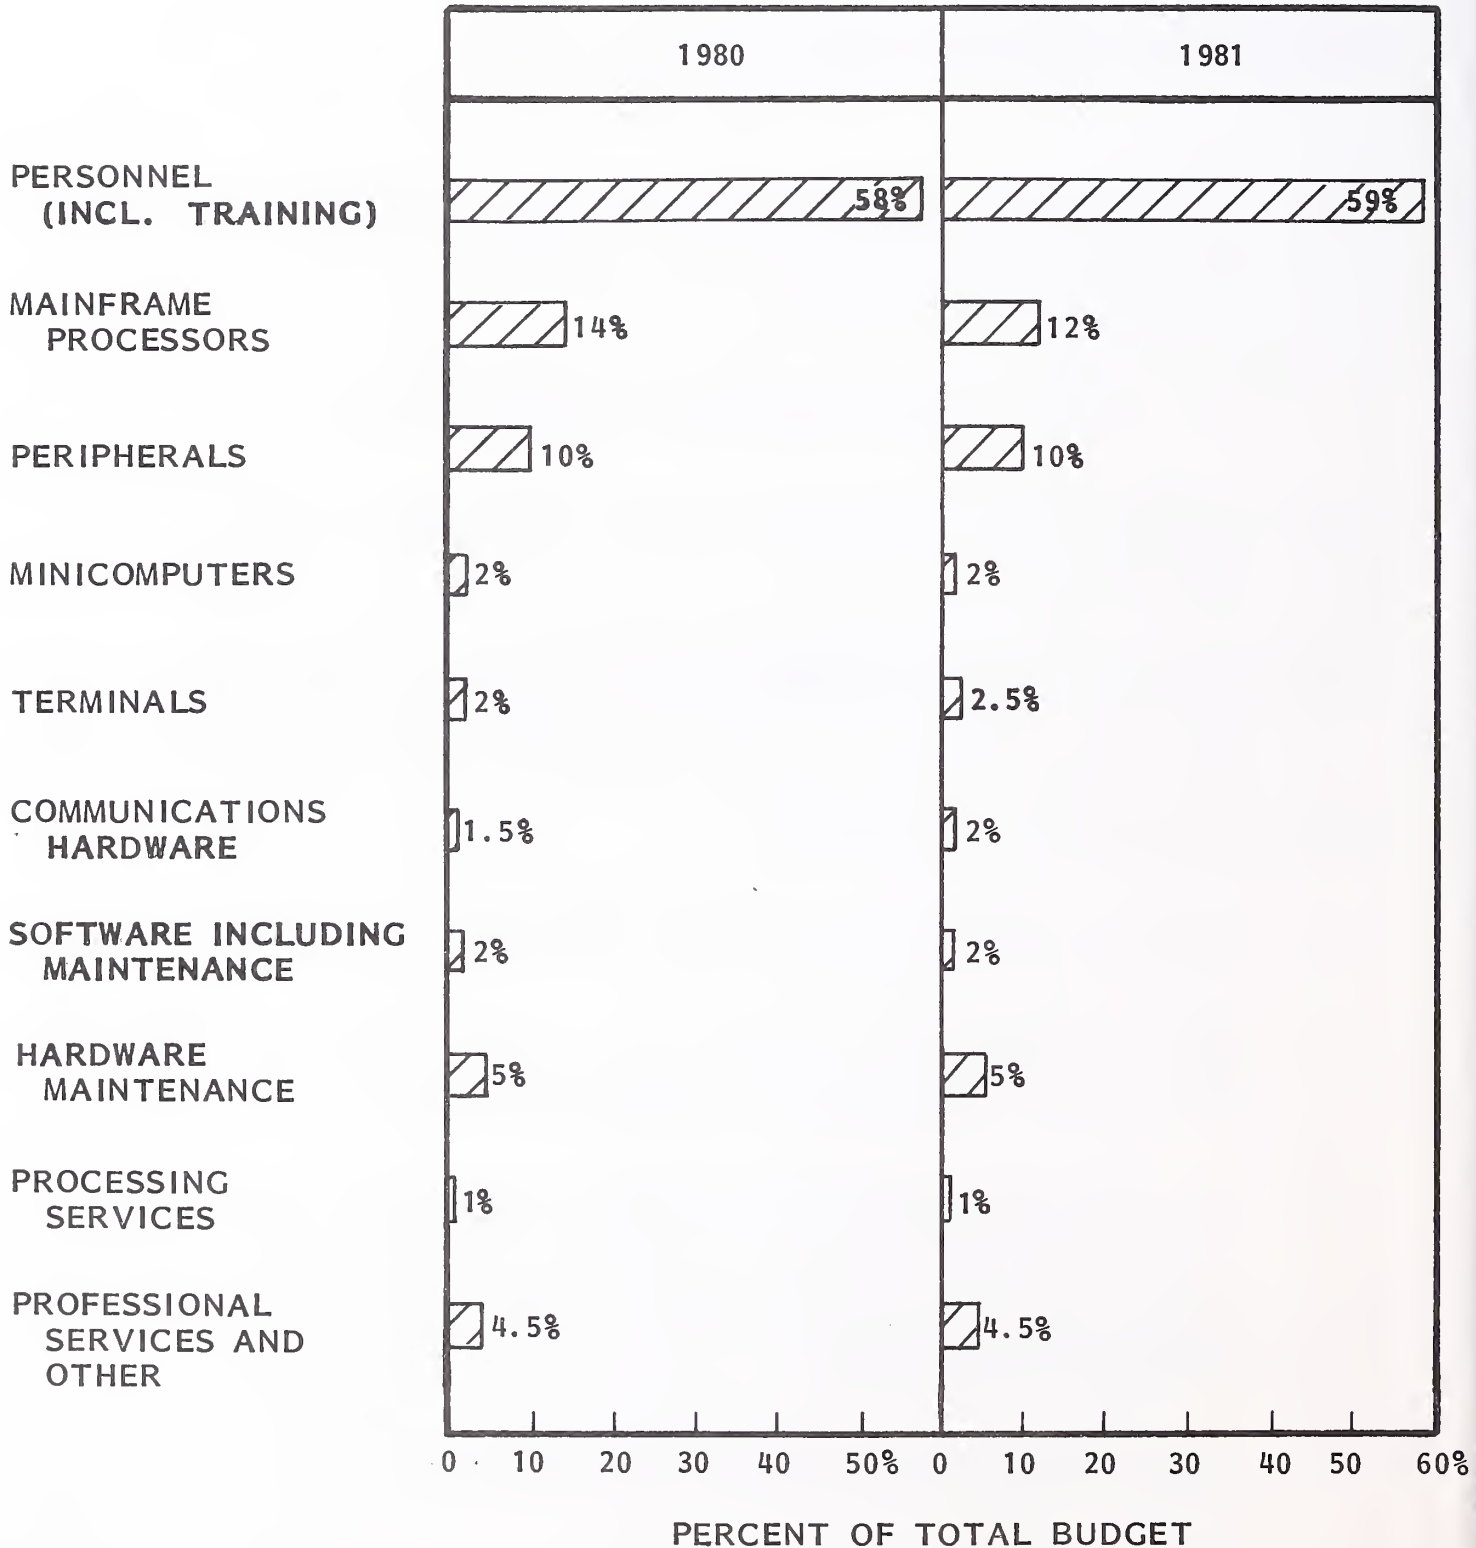 1980 1981
PERSONNEL
(INCL. TRAINING)
58% 59%
MAINFRAME
PROCESSORS
14% 12%
PERIPHERALS 10% 10%
MINICOMPUTERS 2% 2%
TERMINALS 2% 2.5%
COMMUNICATIONS
HARDWARE
1.5% 2%
SOFTWARE INCLUDING
MAINTENANCE
2% 2%
HARDWARE
MAINTENANCE
5% 5%
PROCESSING
SERVICES
1% 1%
PROFESSIONAL
SERVICES AND
OTHER
4.5% 4.5%
0 10 20 30 40 50% 0 10 20 30 40 50 60%
PERCENT OF TOTAL BUDGET